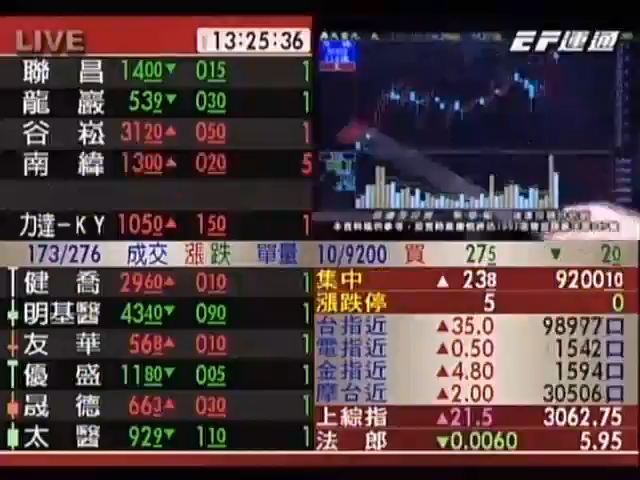 LIVE 13:25:36
EF 運通
聯昌 1400▼ 015 1
龍巖 539▼ 030 1
谷崧 3120▲ 050 1
南緯 1300▲ 020 5
力達-KY 1050▲ 150 1
173/276 成交 漲跌 單量
10/9200 買 275 ▼ 20
健喬 2960▲ 010 1
明基醫 4340▼ 090 1
友華 568▲ 010 1
優盛 1180▼ 005 1
晟德 663▲ 030 1
太醫 929▼ 110 1
集中 ▲ 238 920010
漲跌停 5 0
台指近 ▲35.0 98977口
電指近 ▲0.50 1542口
金指近 ▲4.80 1594口
摩台近 ▲2.00 30506口
上綜指 ▲21.5 3062.75
法郎 ▼0.0060 5.95